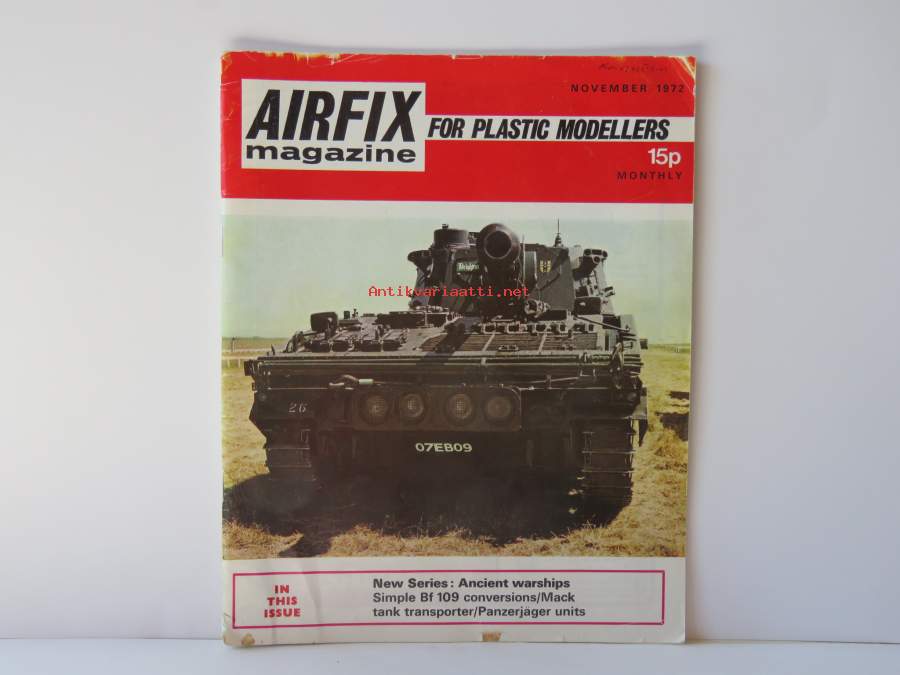 NOVEMBER 1972
AIRFIX
magazine
FOR PLASTIC MODELLERS
15p
MONTHLY
Antikvariaatti.net
26
07EB09
IN
THIS
ISSUE
New Series: Ancient warships
Simple Bf 109 conversions/Mack
tank transporter/Panzerjäger units